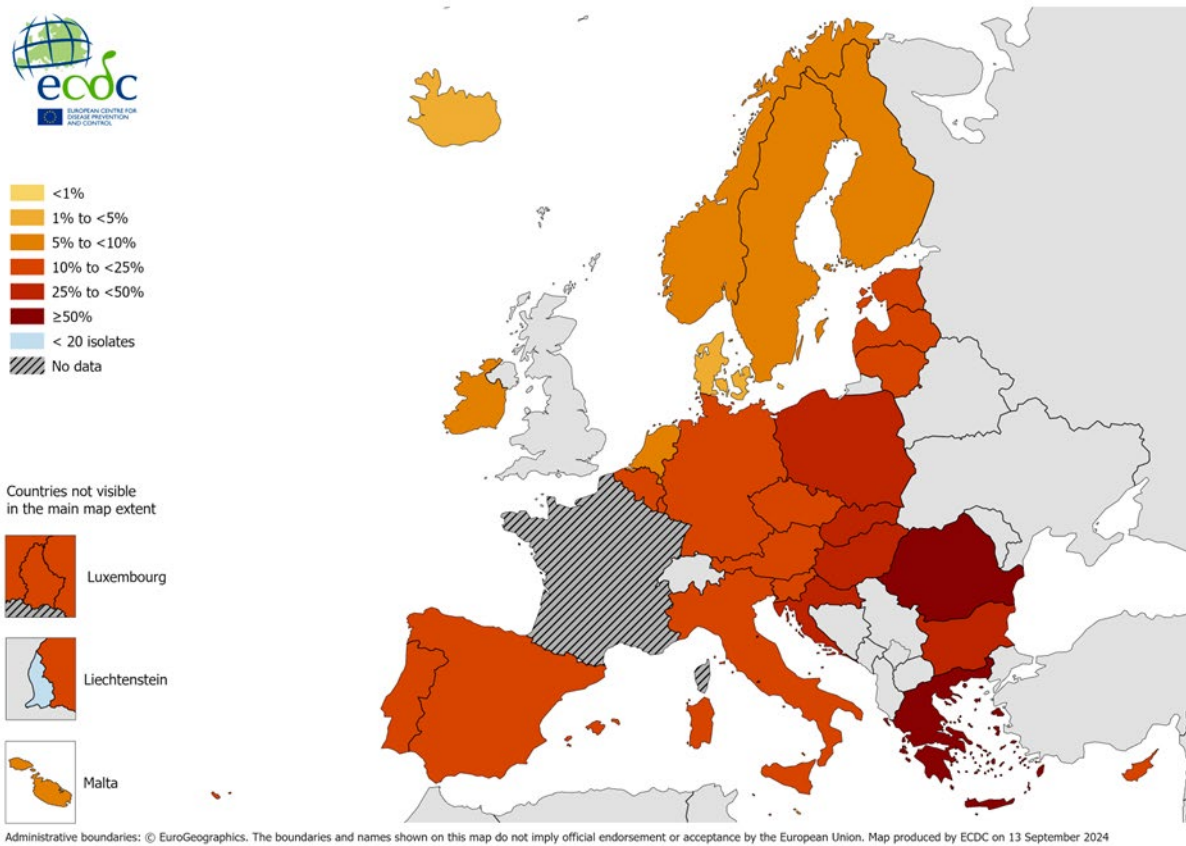 ecdc
EUROPEAN CENTRE FOR
DISEASE PREVENTION
AND CONTROL
<1%
1% to <5%
5% to <10%
10% to <25%
25% to <50%
≥50%
< 20 isolates
No data
Countries not visible
in the main map extent
Luxembourg
Liechtenstein
Malta
Administrative boundaries: © EuroGeographics. The boundaries and names shown on this map do not imply official endorsement or acceptance by the European Union. Map produced by ECDC on 13 September 2024